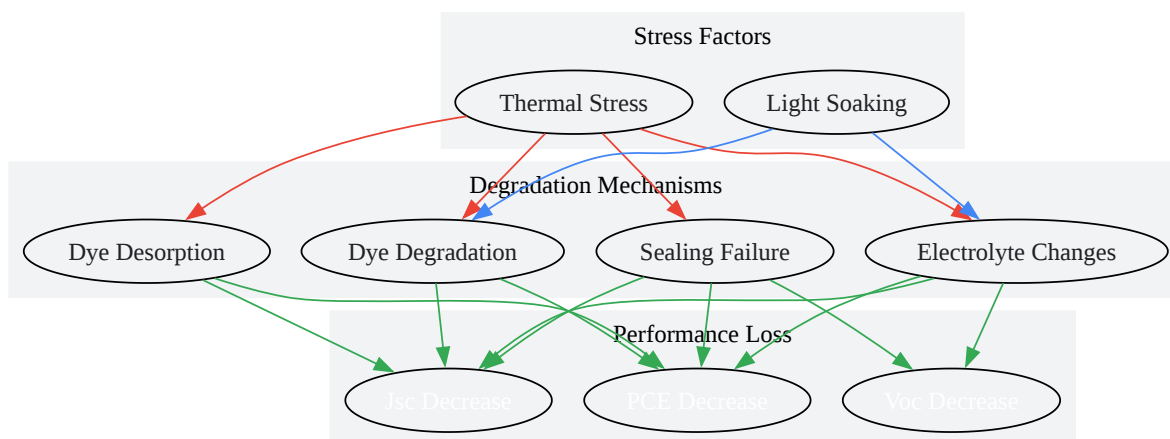 Stress Factors
Thermal Stress
Light Soaking
Degradation Mechanisms
Dye Desorption
Dye Degradation
Sealing Failure
Electrolyte Changes
Performance Loss
Jsc Decrease
PCE Decrease
Voc Decrease